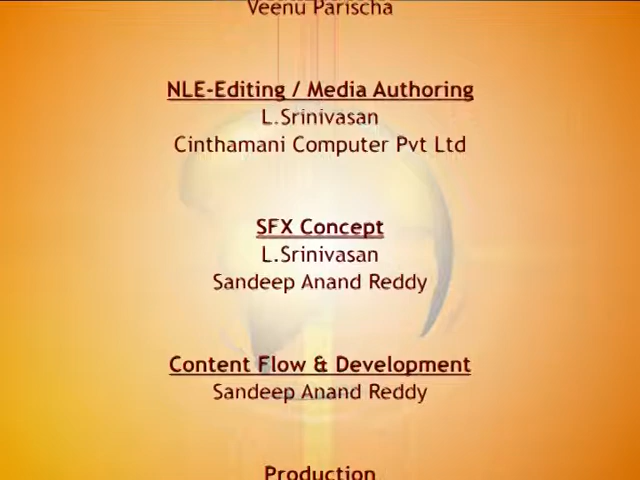 Veenu Parischa
NLE-Editing / Media Authoring
L.Srinivasan
Cinthamani Computer Pvt Ltd
SFX Concept
L.Srinivasan
Sandeep Anand Reddy
Content Flow & Development
Sandeep Anand Reddy
Production